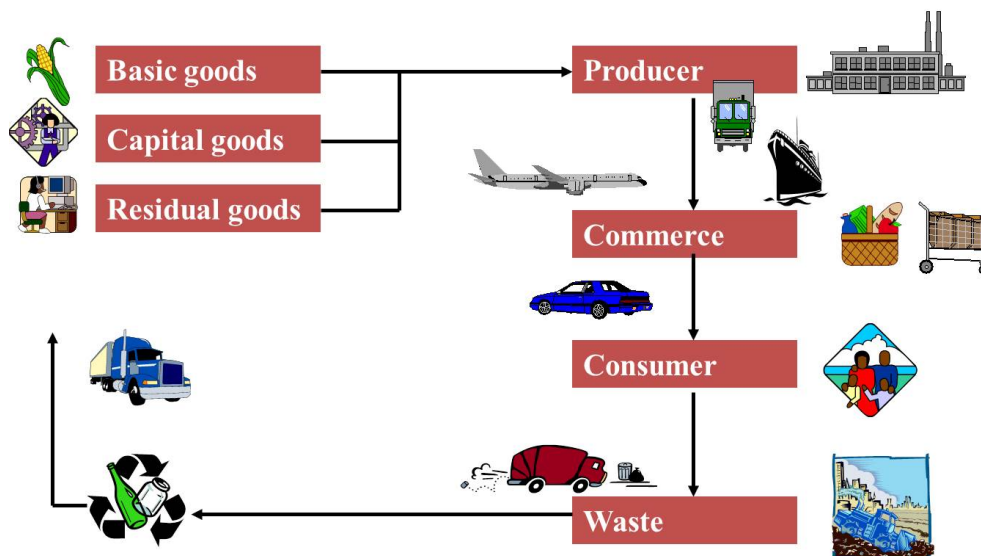 Basic goods
Capital goods
Residual goods
Producer
Commerce
Consumer
Waste